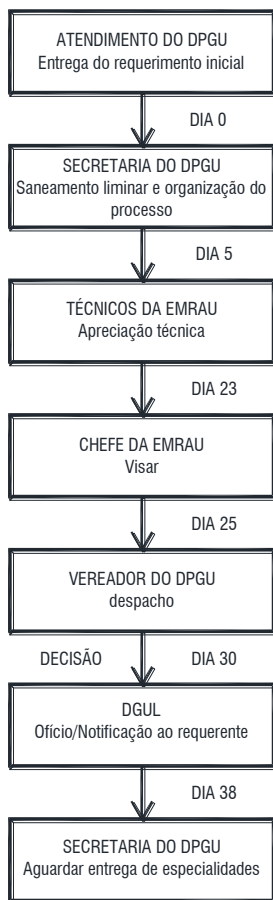 ATENDIMENTO DO DPGU
Entrega do requerimento inicial
DIA 0
SECRETARIA DO DPGU
Saneamento liminar e organização do
processo
DIA 5
TÉCNICOS DA EMRAU
Apreciação técnica
DIA 23
CHEFE DA EMRAU
Visar
DIA 25
VEREADOR DO DPGU
despacho
DECISÃO DIA 30
DGUL
Ofício/Notificação ao requerente
DIA 38
SECRETARIA DO DPGU
Aguardar entrega de especialidades